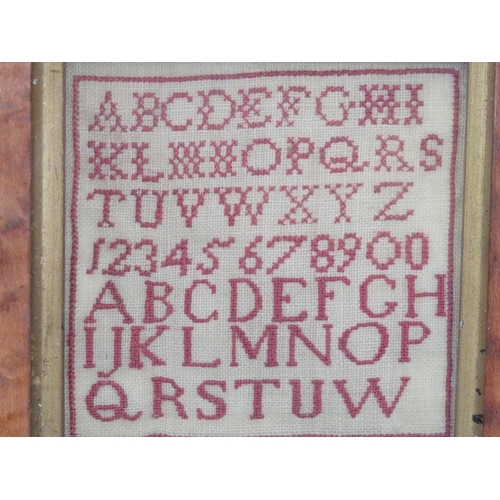 ABCDEFGHI
KLMNOPQRS
TUVWXYZ
12345678900
ABCDEFGH
IJKLMNOP
QRSTUW